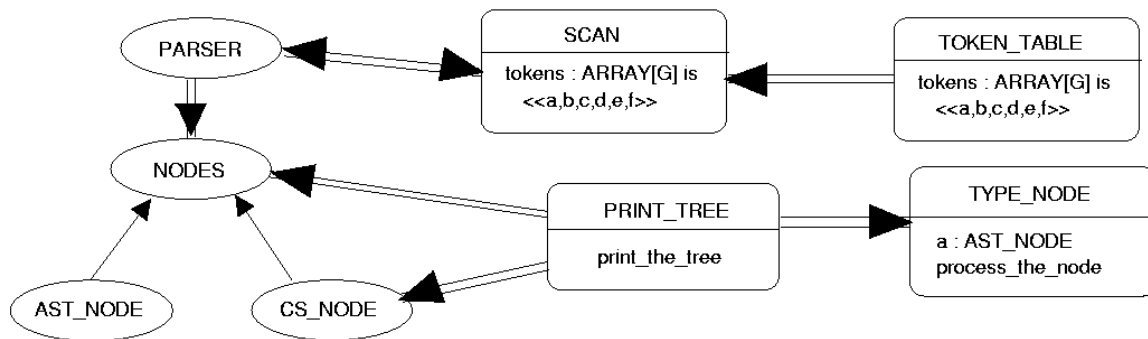 PARSER
SCAN
tokens : ARRAY[G] is
<<a,b,c,d,e,f>>
TOKEN_TABLE
tokens : ARRAY[G] is
<<a,b,c,d,e,f>>
NODES
PRINT_TREE
print_the_tree
TYPE_NODE
a : AST_NODE
process_the_node
AST_NODE
CS_NODE